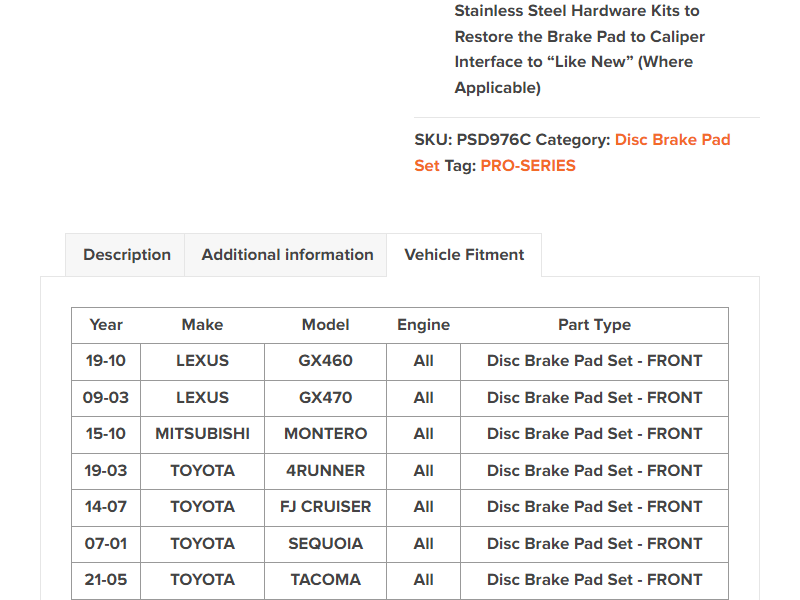 Stainless Steel Hardware Kits to
Restore the Brake Pad to Caliper
Interface to “Like New” (Where
Applicable)
SKU: PSD976C Category: Disc Brake Pad
Set Tag: PRO-SERIES
Description Additional information Vehicle Fitment
Year Make Model Engine Part Type
19-10 LEXUS GX460 All Disc Brake Pad Set - FRONT
09-03 LEXUS GX470 All Disc Brake Pad Set - FRONT
15-10 MITSUBISHI MONTERO All Disc Brake Pad Set - FRONT
19-03 TOYOTA 4RUNNER All Disc Brake Pad Set - FRONT
14-07 TOYOTA FJ CRUISER All Disc Brake Pad Set - FRONT
07-01 TOYOTA SEQUOIA All Disc Brake Pad Set - FRONT
21-05 TOYOTA TACOMA All Disc Brake Pad Set - FRONT